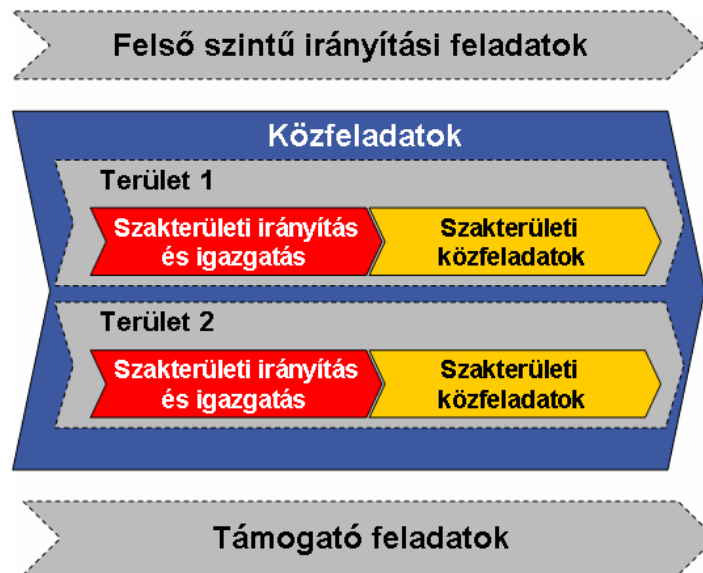 Felső szintű irányítási feladatok
Közfeladatok
Terület 1
Szakterületi irányítás
és igazgatás
Szakterületi
közfeladatok
Terület 2
Szakterületi irányítás
és igazgatás
Szakterületi
közfeladatok
Támogató feladatok